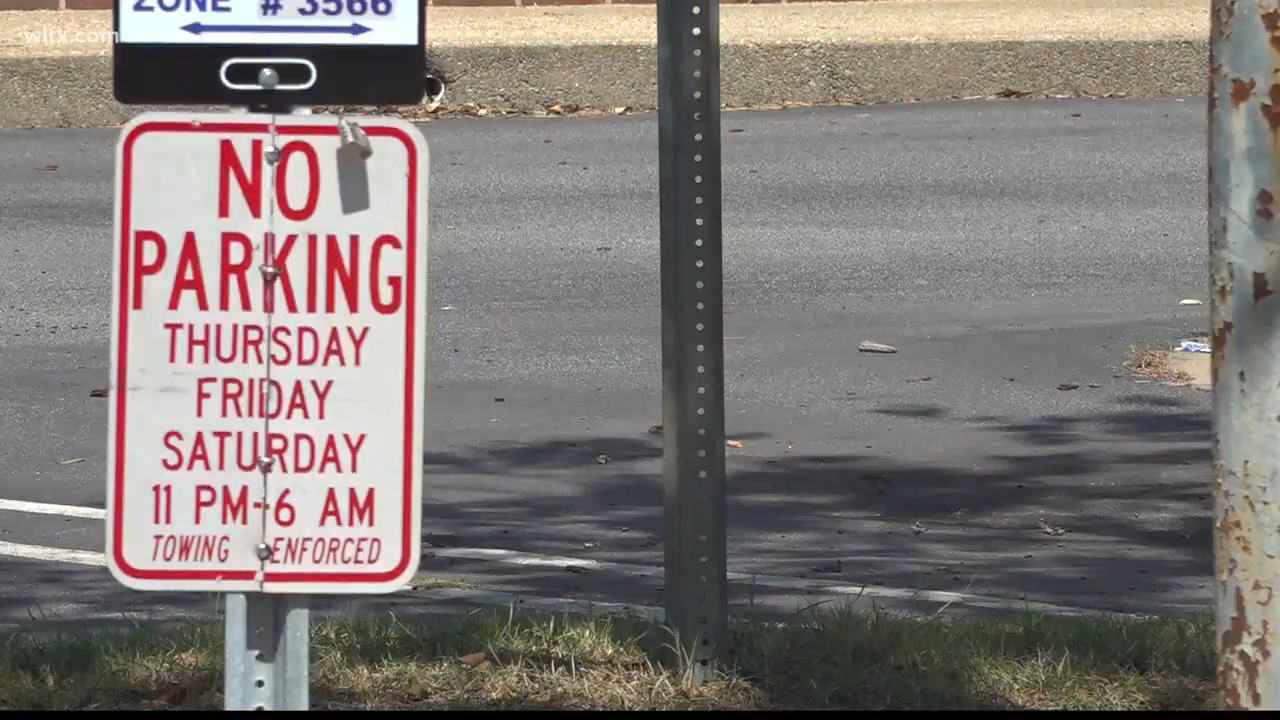 ZONE # 3566
wltx.com
NO
PARKING
THURSDAY
FRIDAY
SATURDAY
11 PM-6 AM
TOWING ENFORCED